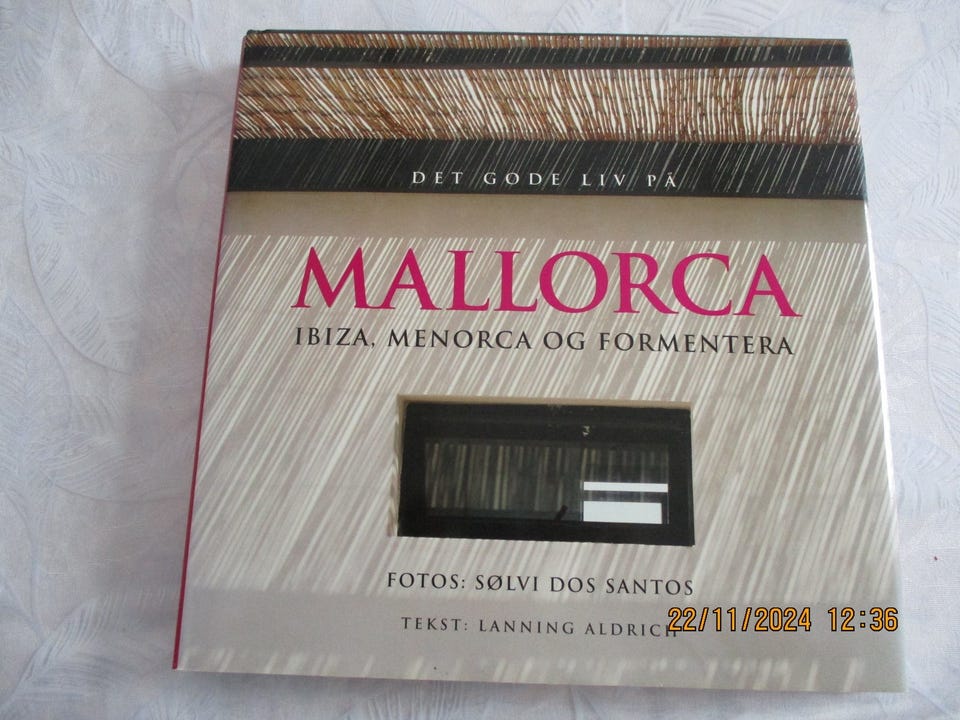 DET GODE LIV PÅ
MALLORCA
IBIZA, MENORCA OG FORMENTERA
3
FOTOS: SØLVI DOS SANTOS
TEKST: LANNING ALDRICH
22/11/2024 12:36